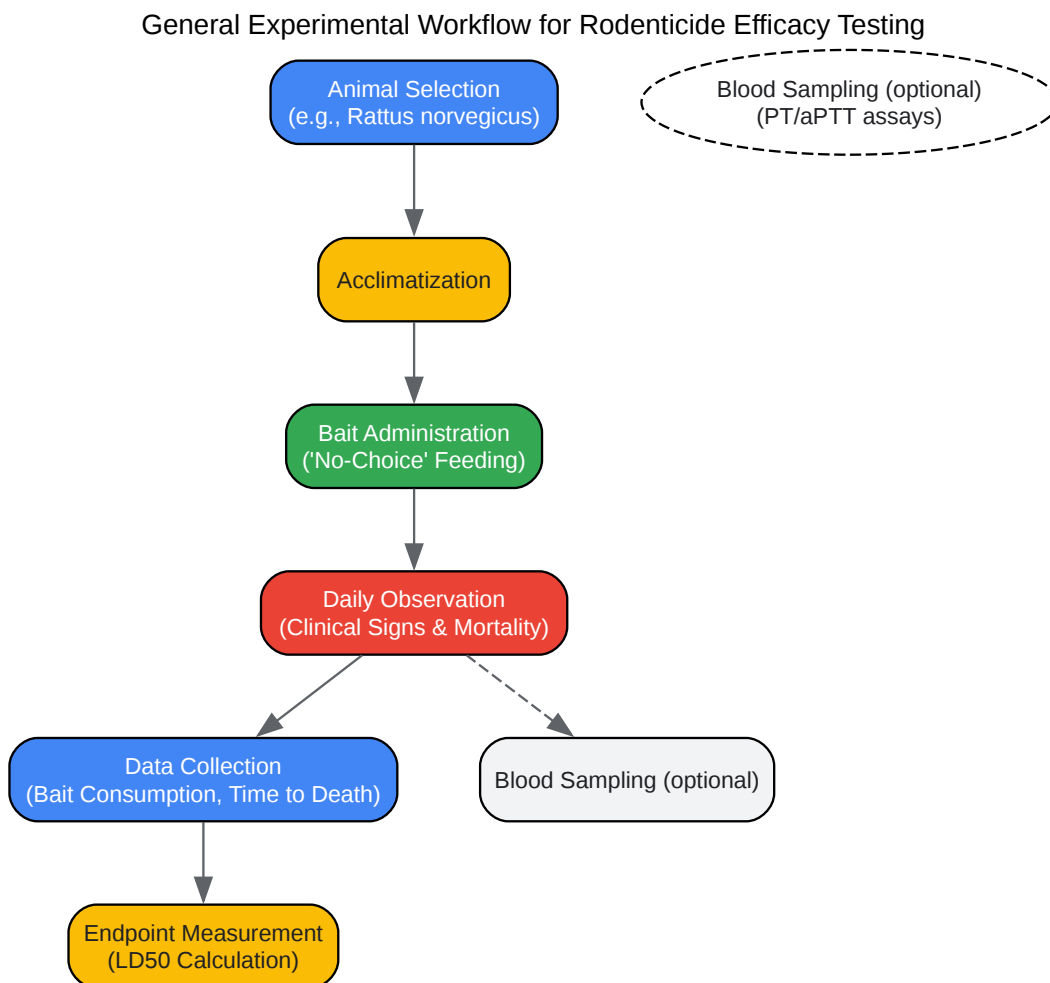 General Experimental Workflow for Rodenticide Efficacy Testing
Animal Selection
(e.g., Rattus norvegicus)
Blood Sampling (optional)
(PT/aPTT assays)
Acclimatization
Bait Administration
('No-Choice' Feeding)
Daily Observation
(Clinical Signs & Mortality)
Data Collection
(Bait Consumption, Time to Death)
Blood Sampling (optional)
Endpoint Measurement
(LD50 Calculation)